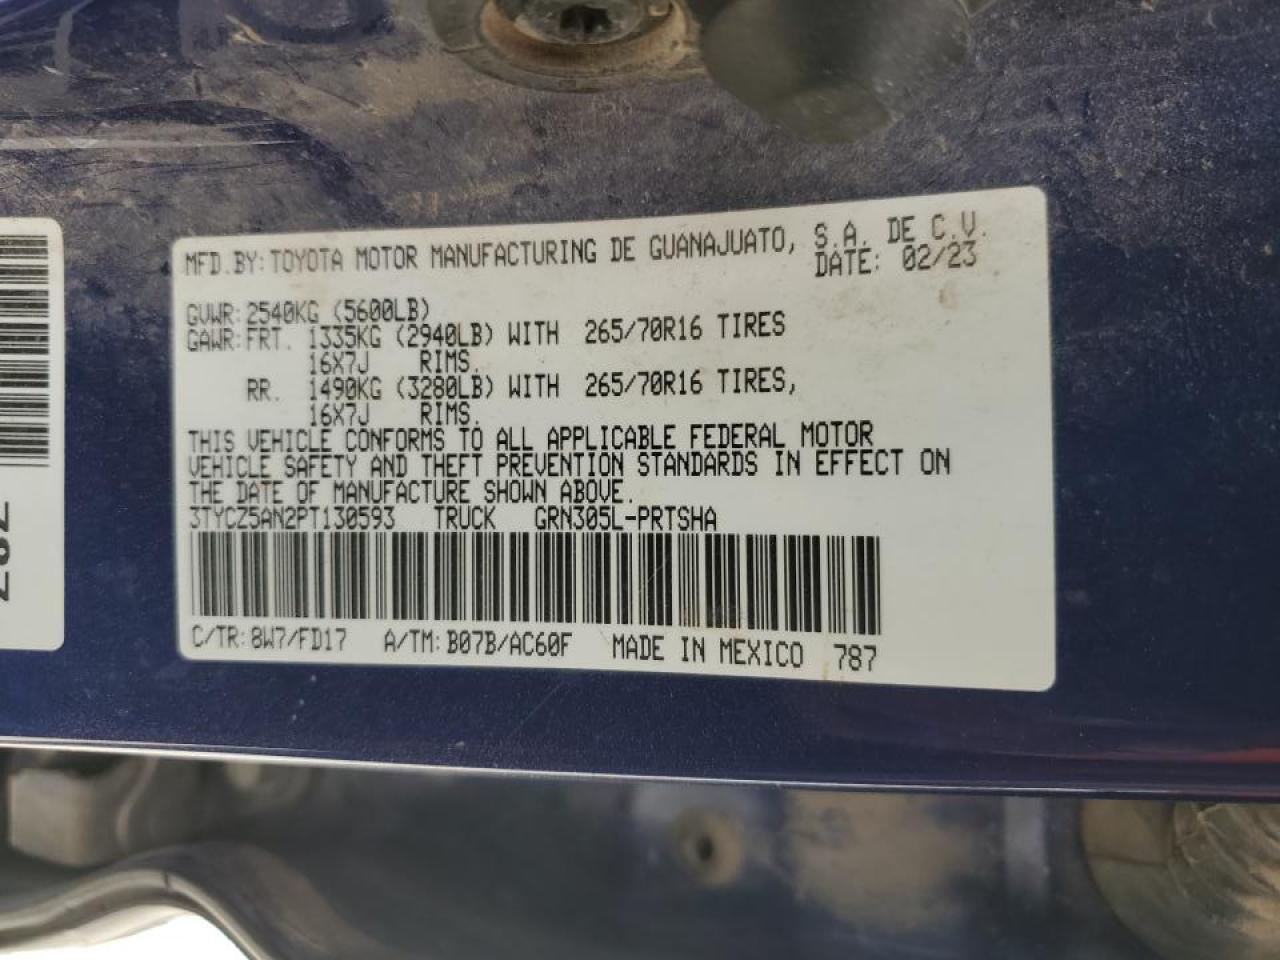 MFD.BY:TOYOTA MOTOR MANUFACTURING DE GUANAJUATO, S.A. DE C.V.
DATE: 02/23
GVWR:2540KG (5600LB)
GAWR:FRT. 1335KG (2940LB) WITH 265/70R16 TIRES
16X7J RIMS.
RR. 1490KG (3280LB) WITH 265/70R16 TIRES,
16X7J RIMS.
THIS VEHICLE CONFORMS TO ALL APPLICABLE FEDERAL MOTOR
VEHICLE SAFETY AND THEFT PREVENTION STANDARDS IN EFFECT ON
THE DATE OF MANUFACTURE SHOWN ABOVE.
3TYCZ5AN2PT130593 TRUCK GRN305L-PRTSHA
C/TR:8W7/FD17 A/TM:B07B/AC60F MADE IN MEXICO 787